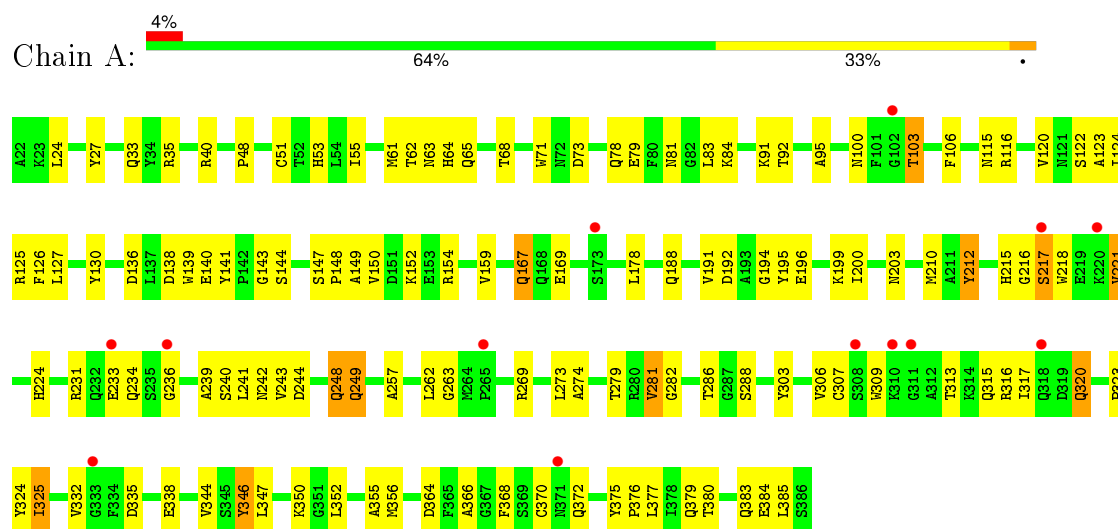 4%
Chain A:
64% 33% •
A22 K23 L24 Y27 Q33 Y34 R35 R40 P48 C51 T52 H53 L54 I55 M61 T62 N63 H64 Q65 T68 W71 N72 D73 Q78 E79 F80 N81 G82 L83 K84 K91 T92 A95 N100 F101 G102 T103 F106 N115 R116 V120 N121 S122 A123 I124
R125 F126 L127 Y130 D136 L137 D138 W139 E140 Y141 P142 G143 S144 S147 P148 A149 V150 D151 K152 E153 R154 V159 Q167 Q168 E169 S173 L178 Q188 V191 D192 A193 G194 Y195 E196 K199 I200 N203 M210 A211 Y212 H215 G216 S217 W218 E219 K220 V221
H224 R231 Q232 E233 Q234 S235 G236 A239 S240 L241 N242 V243 D244 Q248 Q249 A257 L262 G263 M264 P265 R269 L273 A274 T279 R280 V281 G282 T286 G287 S288 Y303 V306 C307 S308 W309 K310 G311 A312 T313 K314 Q315 R316 I317 Q318 D319 Q320 P323
Y324 I325 V332 G333 F334 D335 E338 V344 S345 Y346 L347 K350 G351 L352 A355 M356 D364 F365 A366 G367 F368 S369 C370 N371 Q372 Y375 P376 L377 I378 Q379 T380 Q383 E384 L385 S386